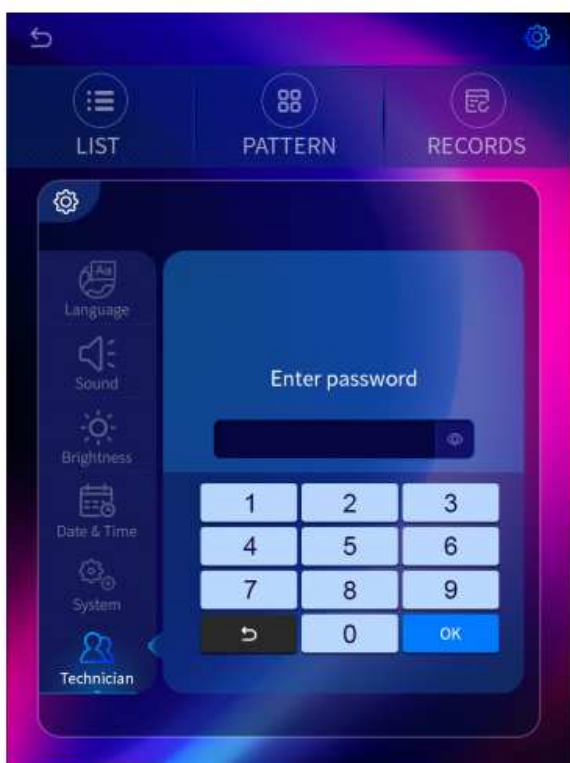 LIST PATTERN RECORDS
Aa
Language
Sound
Brightness
Date & Time
System
Technician
Enter password
1 2 3
4 5 6
7 8 9
0 OK